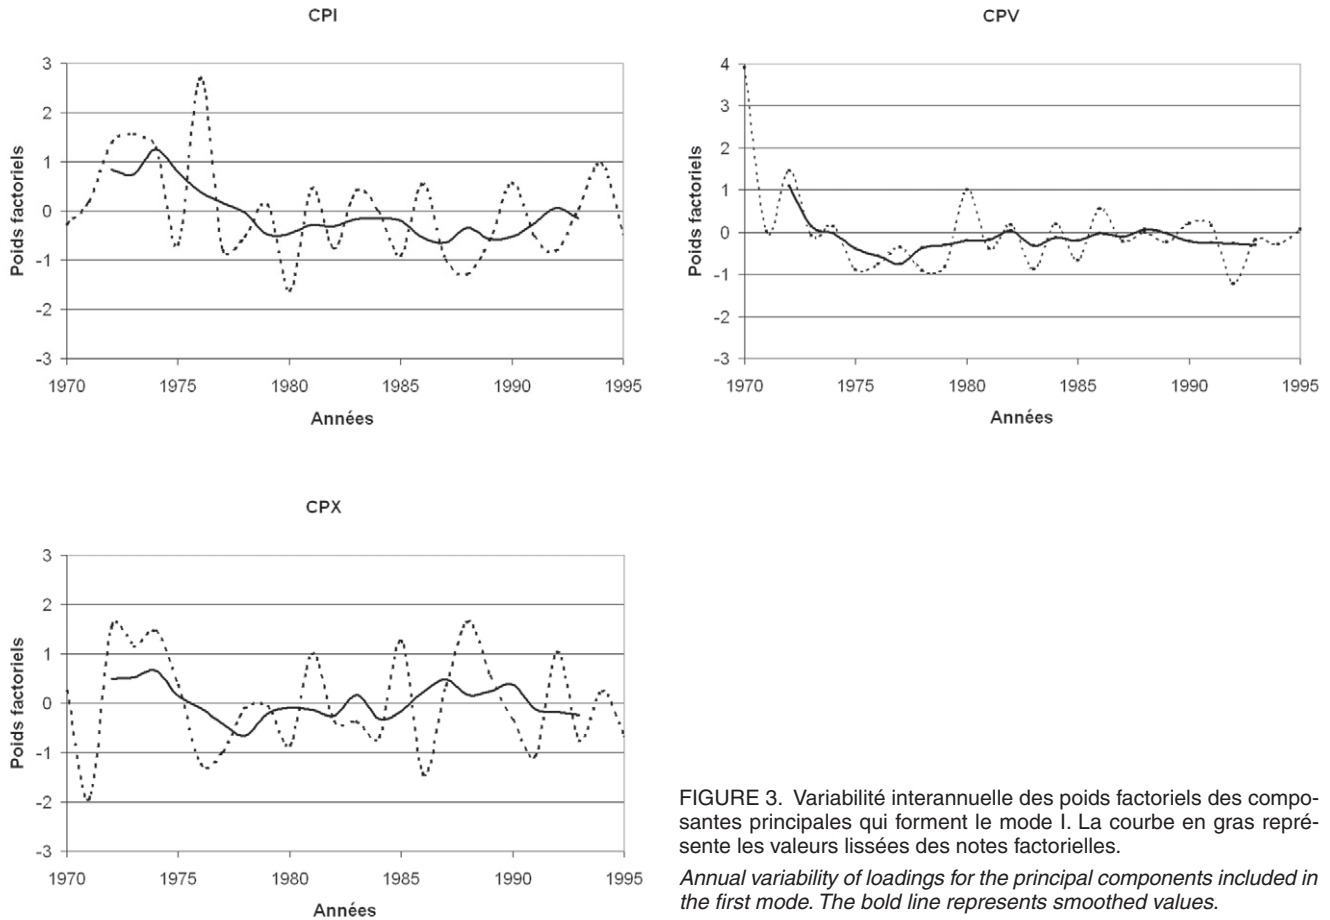 CPI
3
2
1
0
-1
-2
-3
Poids factoriels
1970 1975 1980 1985 1990 1995
Années
CPV
4
3
2
1
0
-1
-2
-3
Poids factoriels
1970 1975 1980 1985 1990 1995
Années
CPX
3
2
1
0
-1
-2
-3
Poids factoriels
1970 1975 1980 1985 1990 1995
Années
FIGURE 3. Variabilité interannuelle des poids factoriels des compo-
santes principales qui forment le mode I. La courbe en gras repré-
sente les valeurs lissées des notes factorielles.
Annual variability of loadings for the principal components included in
the first mode. The bold line represents smoothed values.